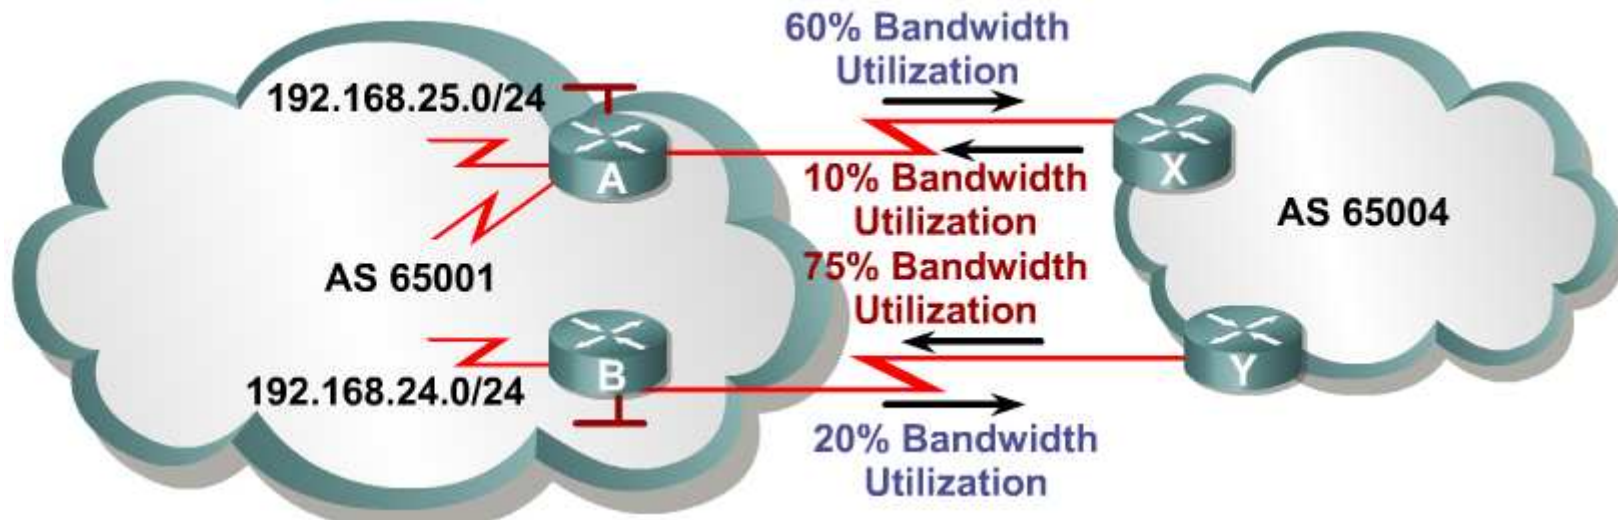 60% Bandwidth
Utilization
192.168.25.0/24
A
X
10% Bandwidth
Utilization
AS 65004
AS 65001
75% Bandwidth
Utilization
B
Y
192.168.24.0/24
20% Bandwidth
Utilization